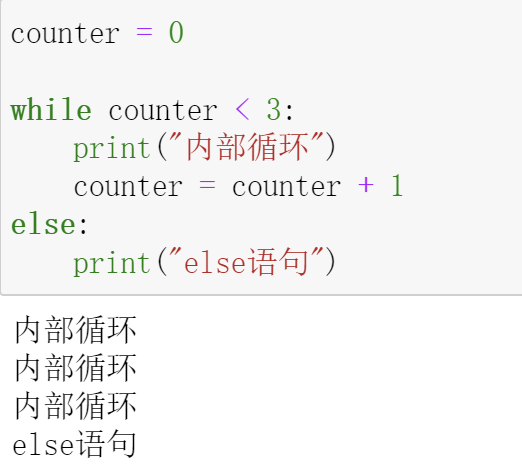 counter = 0
while counter < 3:
    print("内部循环")
    counter = counter + 1
else:
    print("else语句")
内部循环
内部循环
内部循环
else语句